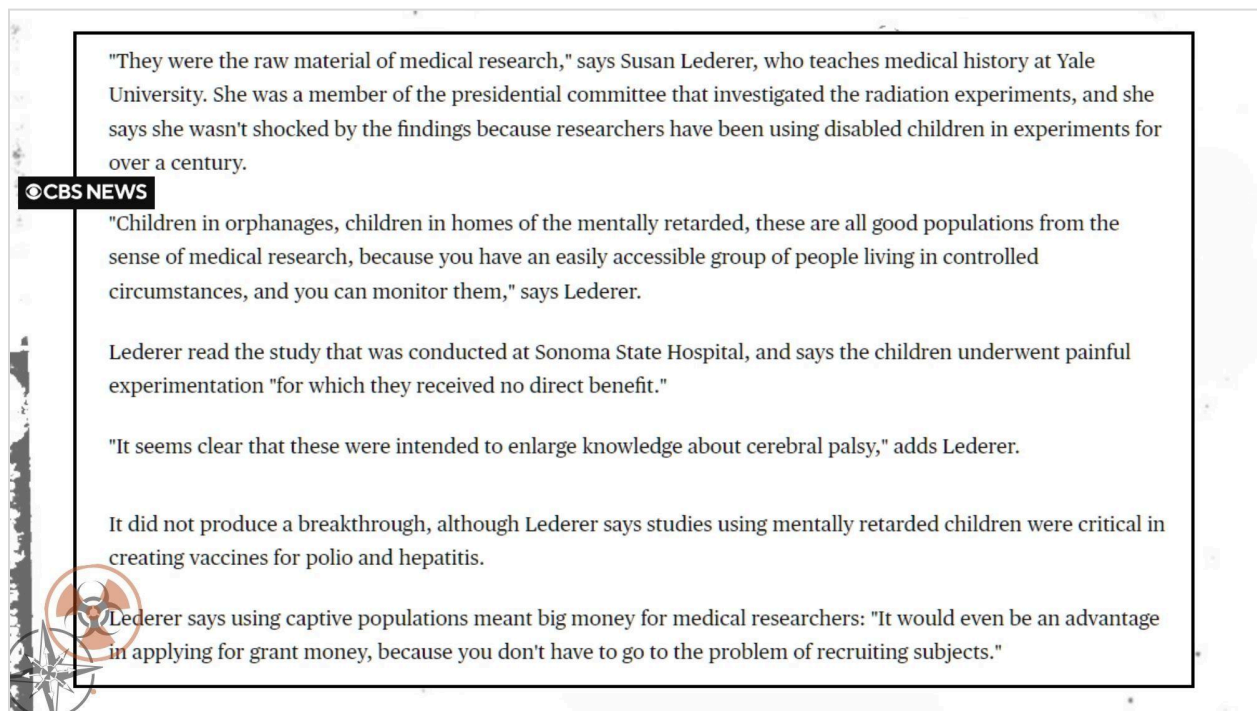 "They were the raw material of medical research," says Susan Lederer, who teaches medical history at Yale
University. She was a member of the presidential committee that investigated the radiation experiments, and she
says she wasn't shocked by the findings because researchers have been using disabled children in experiments for
over a century.
CBS NEWS
"Children in orphanages, children in homes of the mentally retarded, these are all good populations from the
sense of medical research, because you have an easily accessible group of people living in controlled
circumstances, and you can monitor them," says Lederer.
Lederer read the study that was conducted at Sonoma State Hospital, and says the children underwent painful
experimentation "for which they received no direct benefit."
"It seems clear that these were intended to enlarge knowledge about cerebral palsy," adds Lederer.
It did not produce a breakthrough, although Lederer says studies using mentally retarded children were critical in
creating vaccines for polio and hepatitis.
Lederer says using captive populations meant big money for medical researchers: "It would even be an advantage
in applying for grant money, because you don't have to go to the problem of recruiting subjects."